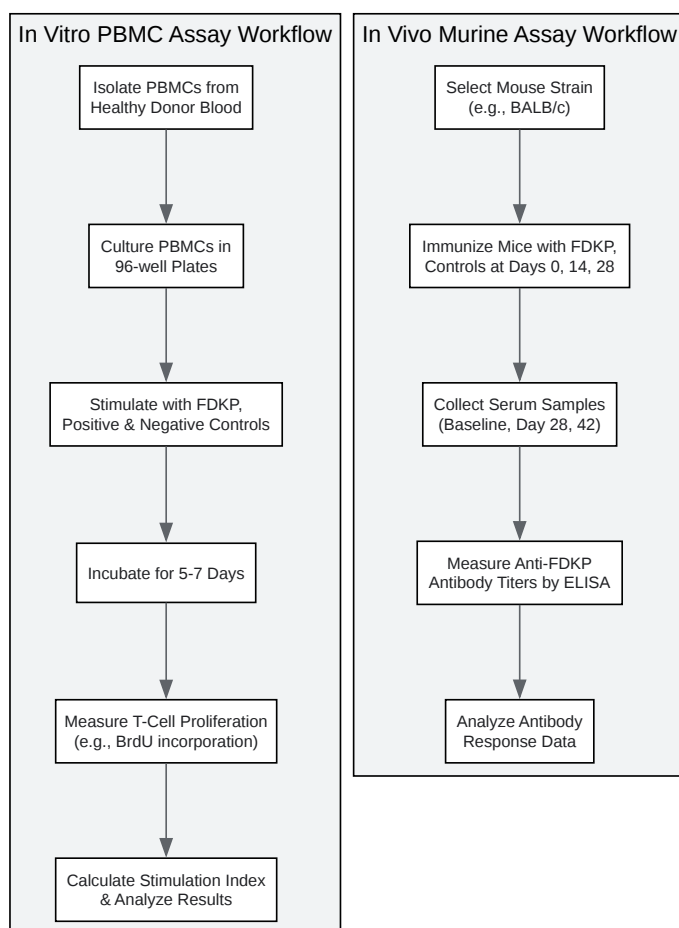 In Vitro PBMC Assay Workflow
Isolate PBMCs from
Healthy Donor Blood
Culture PBMCs in
96-well Plates
Stimulate with FDKP,
Positive & Negative Controls
Incubate for 5-7 Days
Measure T-Cell Proliferation
(e.g., BrdU incorporation)
Calculate Stimulation Index
& Analyze Results
In Vivo Murine Assay Workflow
Select Mouse Strain
(e.g., BALB/c)
Immunize Mice with FDKP,
Controls at Days 0, 14, 28
Collect Serum Samples
(Baseline, Day 28, 42)
Measure Anti-FDKP
Antibody Titers by ELISA
Analyze Antibody
Response Data